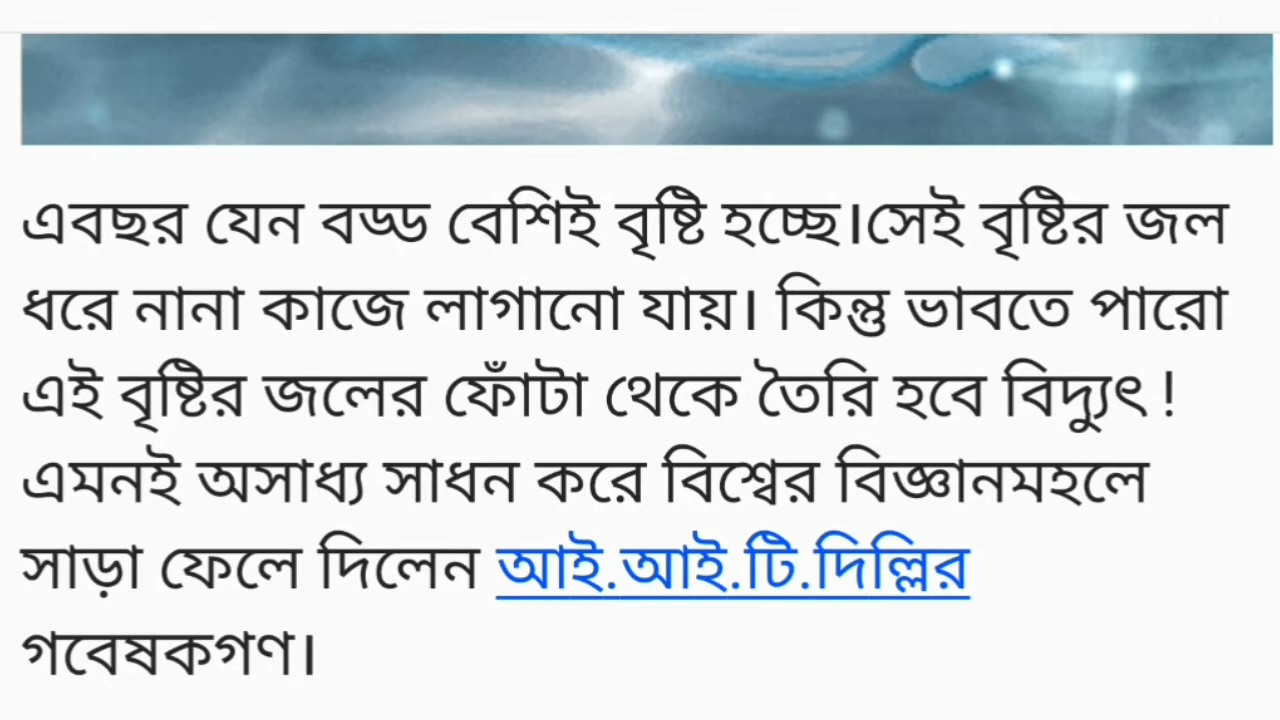 এবছর যেন বড্ড বেশিই বৃষ্টি হচ্ছে।সেই বৃষ্টির জল
ধরে নানা কাজে লাগানো যায়। কিন্তু ভাবতে পারো
এই বৃষ্টির জলের ফোঁটা থেকে তৈরি হবে বিদ্যুৎ !
এমনই অসাধ্য সাধন করে বিশ্বের বিজ্ঞানমহলে
সাড়া ফেলে দিলেন আই.আই.টি.দিল্লির
গবেষকগণ।